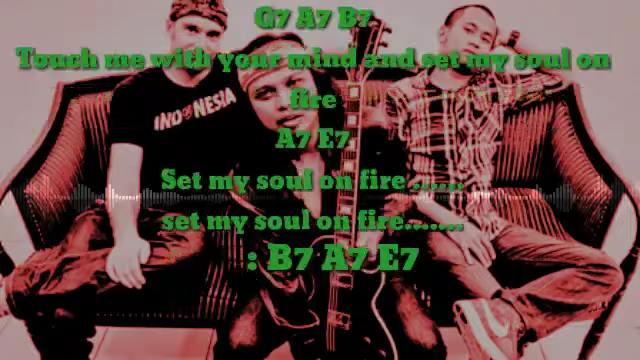 G7 A7 B7
Touch me with your mind and set my soul on
fire
A7 E7
INDONESIA
Set my soul on fire ......
set my soul on fire.......
: B7 A7 E7